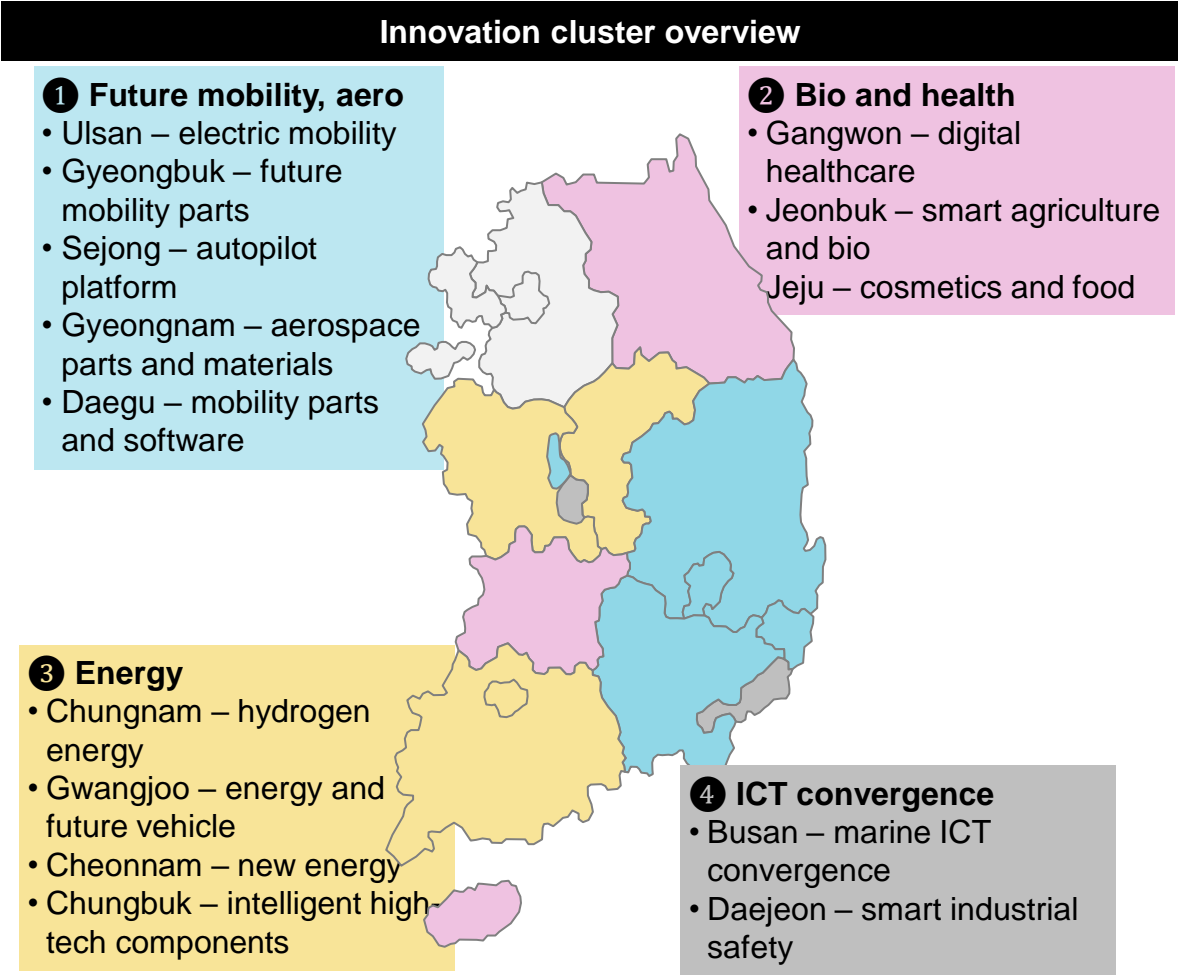 Innovation cluster overview
❶ Future mobility, aero
• Ulsan – electric mobility
• Gyeongbuk – future
mobility parts
• Sejong – autopilot
platform
• Gyeongnam – aerospace
parts and materials
• Daegu – mobility parts
and software
❷ Bio and health
• Gangwon – digital
healthcare
• Jeonbuk – smart agriculture
and bio
Jeju – cosmetics and food
❸ Energy
• Chungnam – hydrogen
energy
• Gwangjoo – energy and
future vehicle
• Cheonnam – new energy
• Chungbuk – intelligent high-
tech components
❹ ICT convergence
• Busan – marine ICT
convergence
• Daejeon – smart industrial
safety